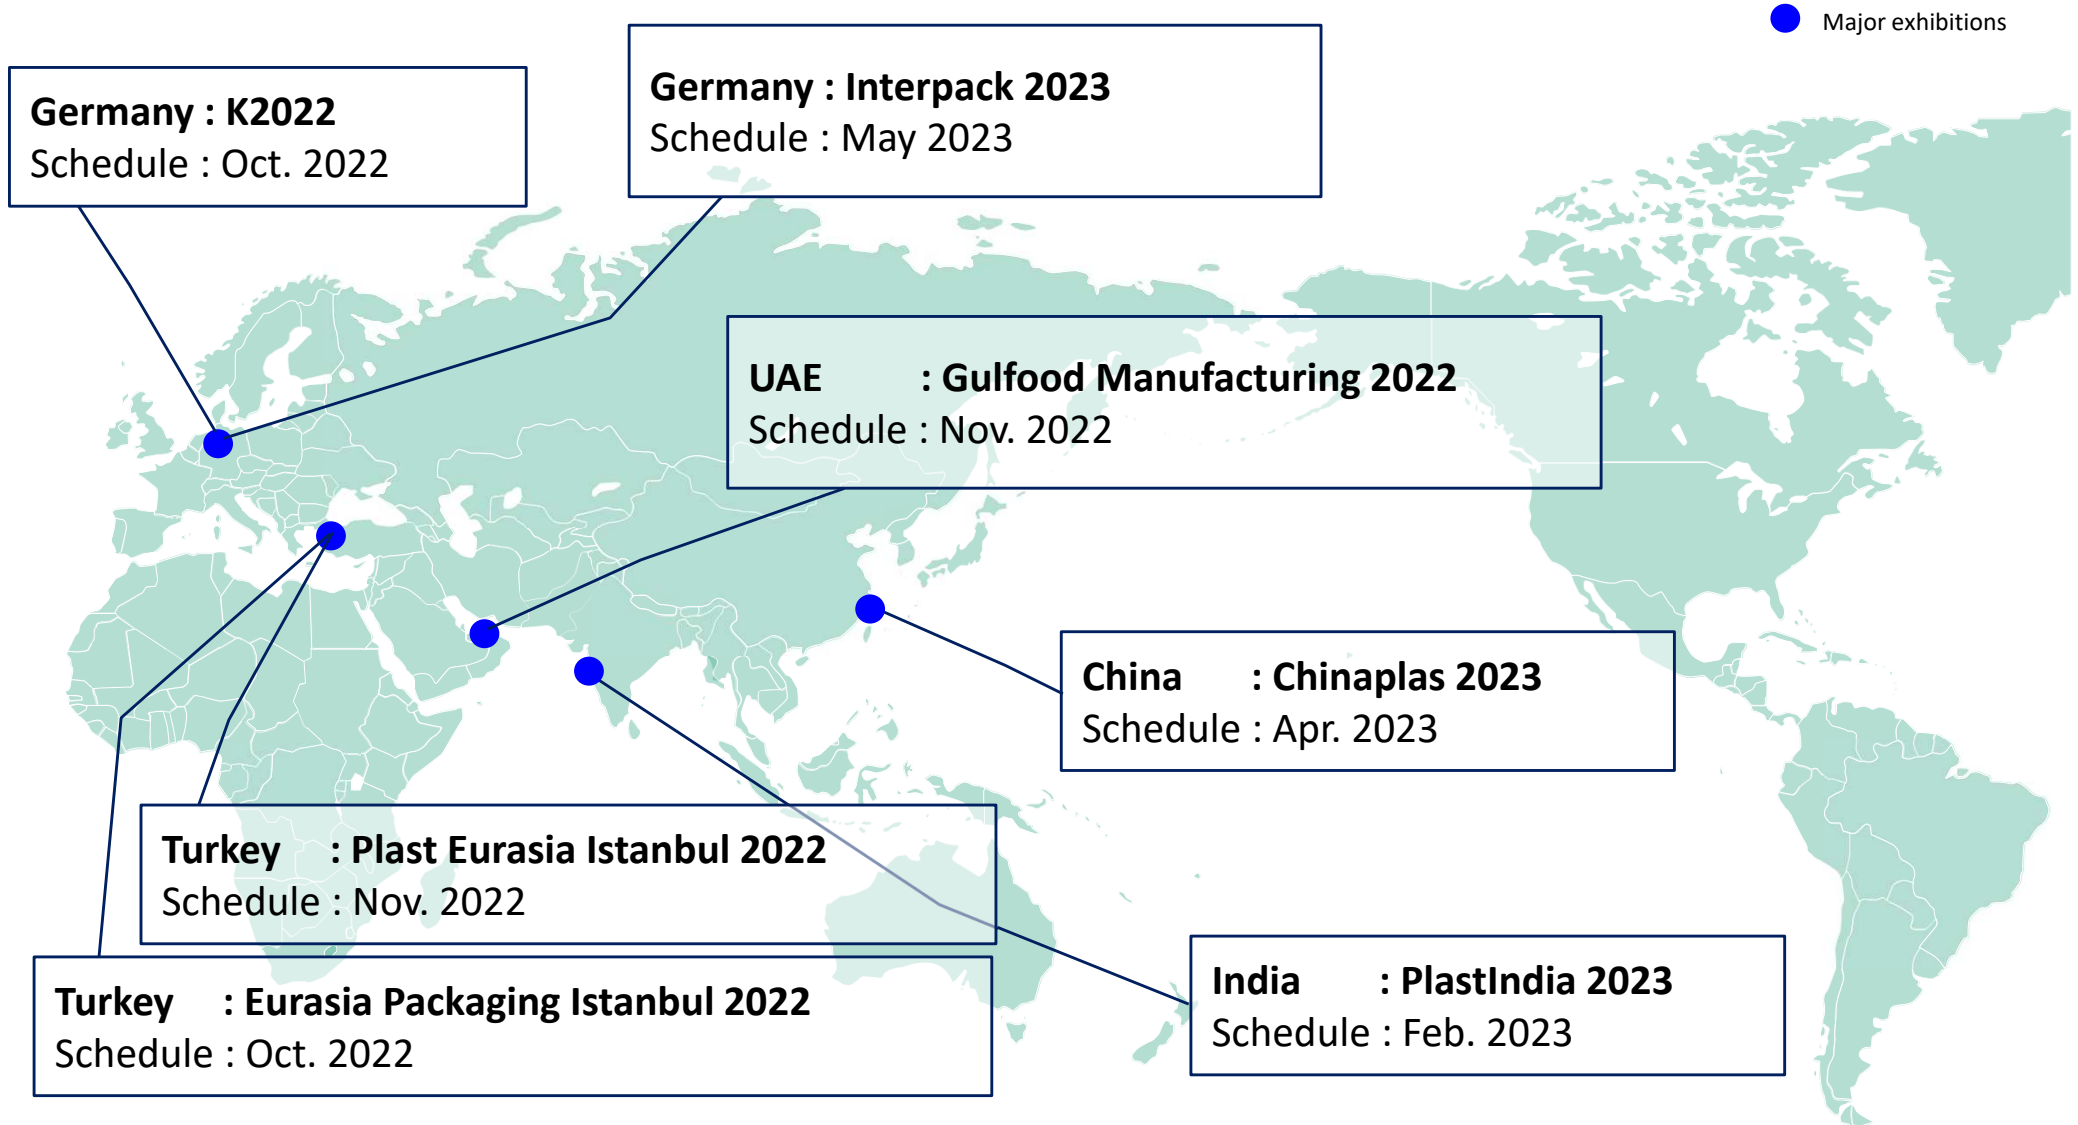 Major exhibitions
Germany : K2022
Schedule : Oct. 2022
Germany : Interpack 2023
Schedule : May 2023
UAE : Gulfood Manufacturing 2022
Schedule : Nov. 2022
China : Chinaplas 2023
Schedule : Apr. 2023
Turkey : Plast Eurasia Istanbul 2022
Schedule : Nov. 2022
Turkey : Eurasia Packaging Istanbul 2022
Schedule : Oct. 2022
India : PlastIndia 2023
Schedule : Feb. 2023